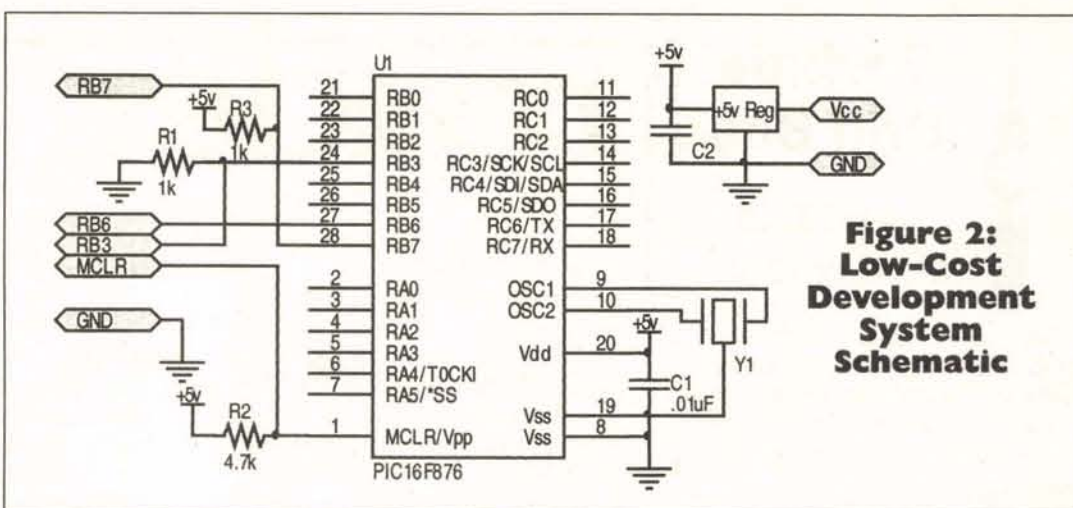 U1
RB7
+5v
R3
1k
R1
1k
RB6
RB3
MCLR
GND
+5v
R2
4.7k
21 RB0
22 RB1
23 RB2
24 RB3
25 RB4
26 RB5
27 RB6
28 RB7
2 RA0
3 RA1
4 RA2
5 RA3
6 RA4/T0CKI
7 RA5/*SS
1 MCLR/Vpp
PIC16F876
RC0 11
RC1 12
RC2 13
RC3/SCK/SCL 14
RC4/SDI/SDA 15
RC5/SDO 16
RC6/TX 17
RC7/RX 18
OSC1 9
OSC2 10
Vdd 20
Vss 19
Vss 8
+5v
C1
.01uF
Y1
+5v
+5v Reg
Vcc
C2
GND
Figure 2:
Low-Cost
Development
System
Schematic